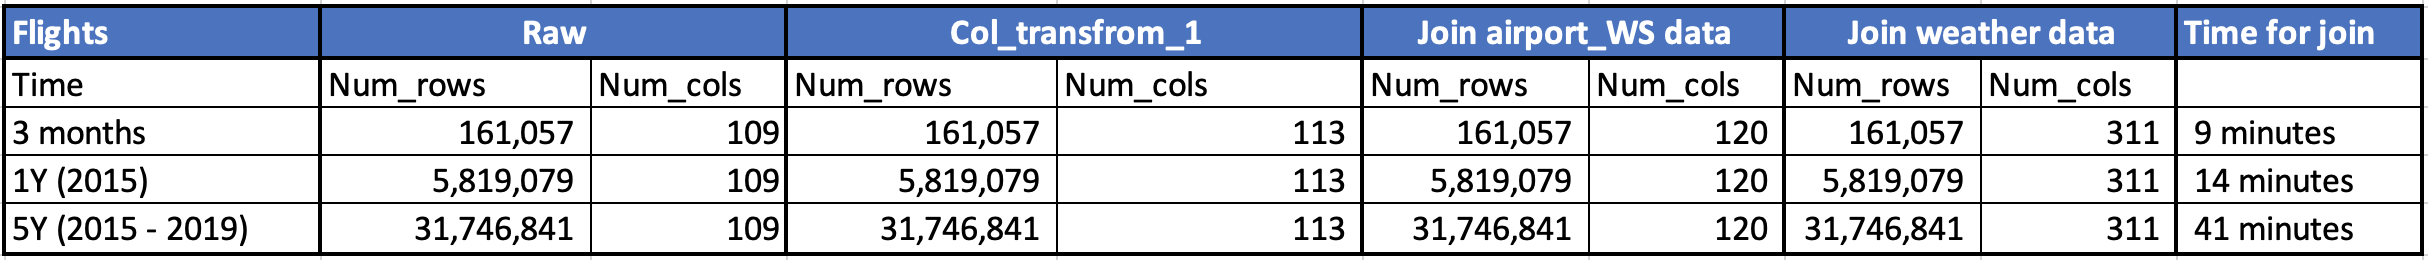 Flights Raw Col_transfrom_1 Join airport_WS data Join weather data Time for join
Time Num_rows Num_cols Num_rows Num_cols Num_rows Num_cols Num_rows Num_cols
3 months 161,057 109 161,057 113 161,057 120 161,057 311 9 minutes
1Y (2015) 5,819,079 109 5,819,079 113 5,819,079 120 5,819,079 311 14 minutes
5Y (2015 - 2019) 31,746,841 109 31,746,841 113 31,746,841 120 31,746,841 311 41 minutes